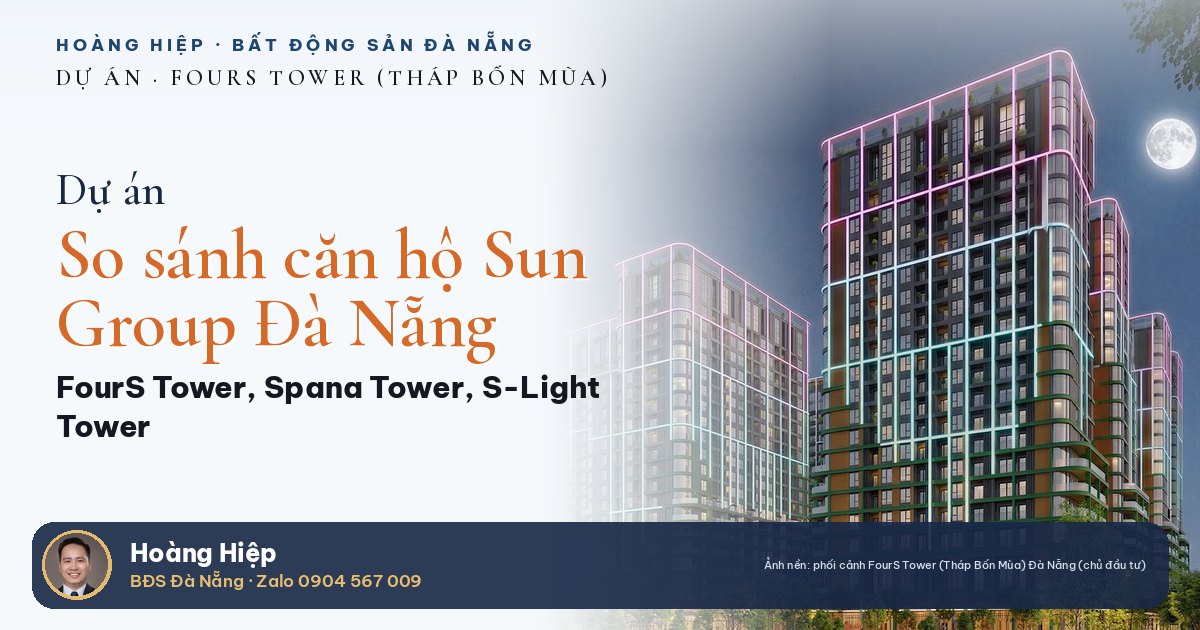 HOÀNG HIỆP · BẤT ĐỘNG SẢN ĐÀ NẴNG
DỰ ÁN · FOURS TOWER (THÁP BỐN MÙA)
Dự án
So sánh căn hộ Sun
Group Đà Nẵng
FourS Tower, Spana Tower, S-Light
Tower
Hoàng Hiệp
BĐS Đà Nẵng · Zalo 0904 567 009
Ảnh nền: phối cảnh FourS Tower (Tháp Bốn Mùa) Đà Nẵng (chủ đầu tư)